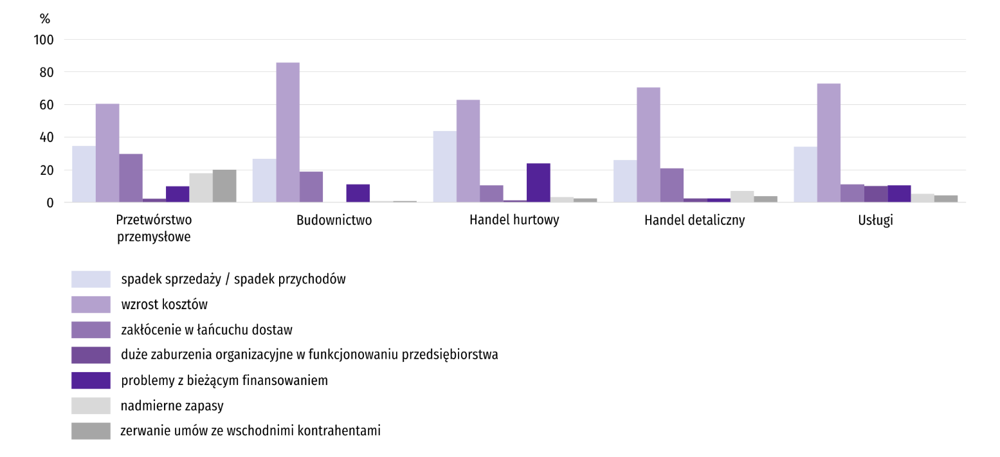 %
100
80
60
40
20
0
Przetwórstwo
przemysłowe
Budownictwo
Handel hurtowy
Handel detaliczny
Usługi
spadek sprzedaży / spadek przychodów
wzrost kosztów
zakłócenie w łańcuchu dostaw
duże zaburzenia organizacyjne w funkcjonowaniu przedsiębiorstwa
problemy z bieżącym finansowaniem
nadmierne zapasy
zerwanie umów ze wschodnimi kontrahentami